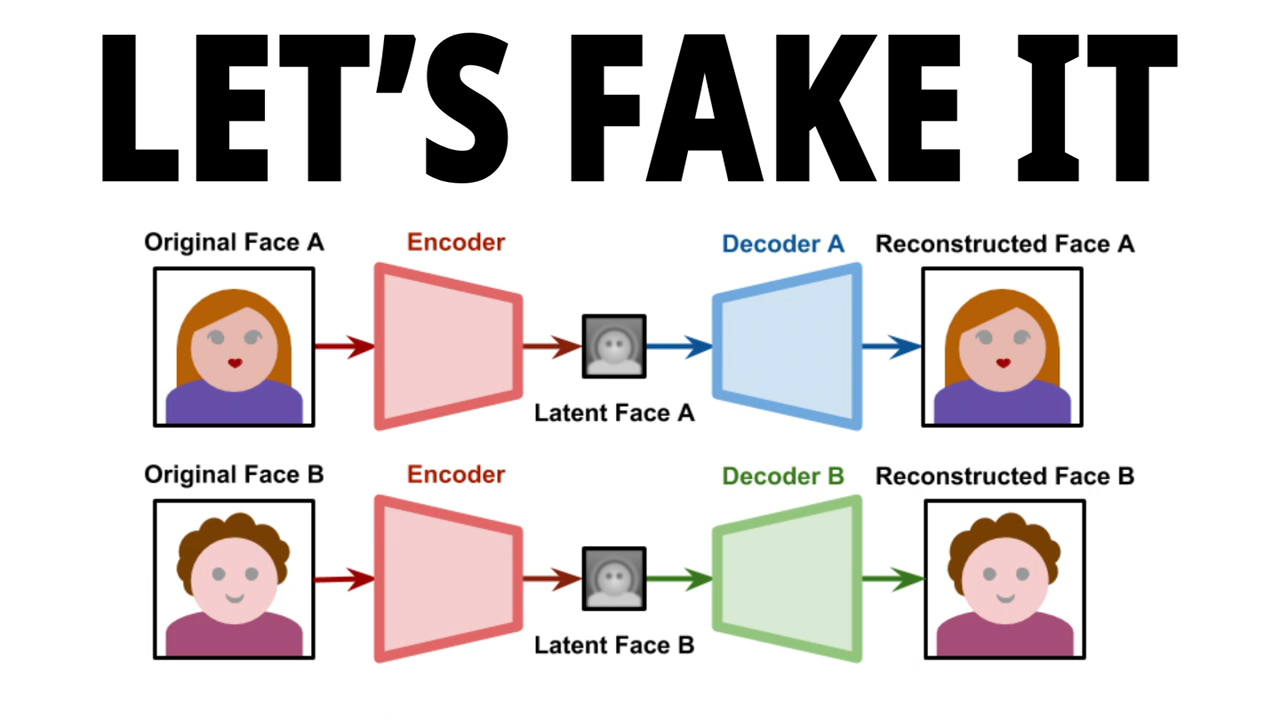 LET’S FAKE IT
Original Face A Encoder Decoder A Reconstructed Face A
Latent Face A
Original Face B Encoder Decoder B Reconstructed Face B
Latent Face B